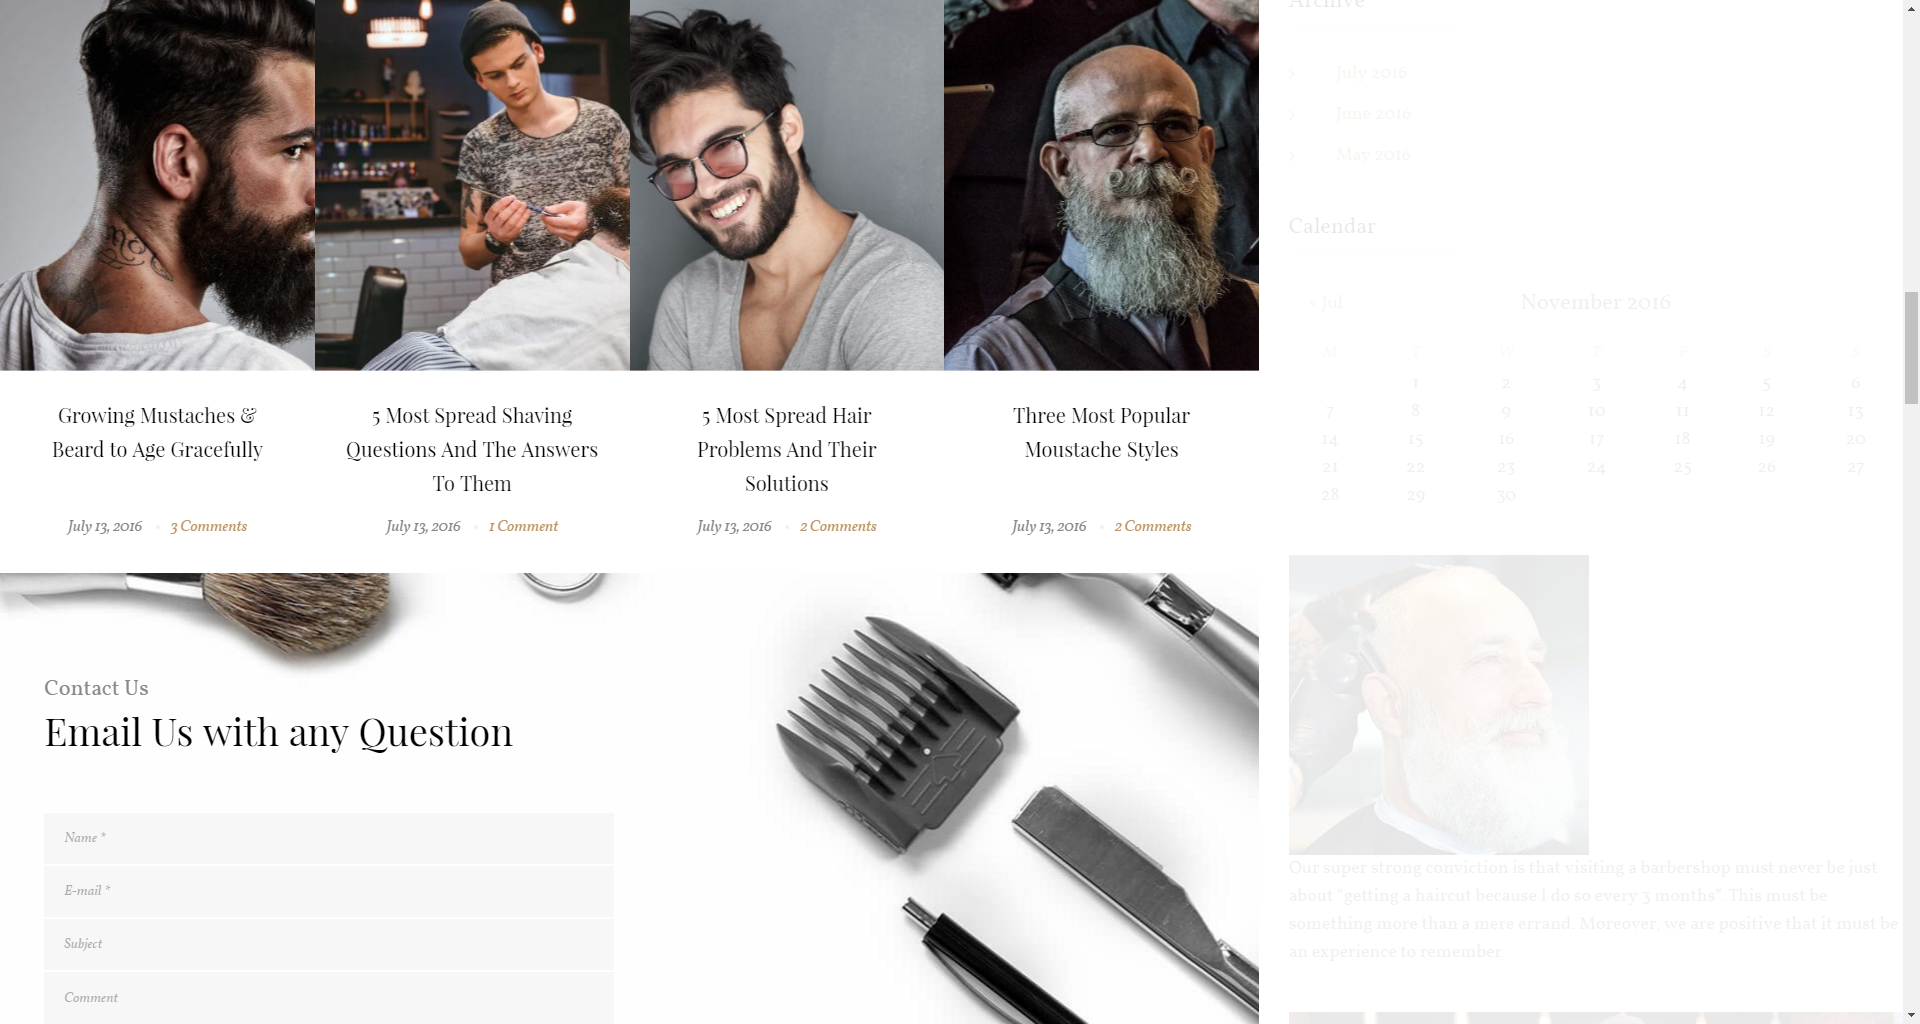 Growing Mustaches &
Beard to Age Gracefully
July 13, 2016 3 Comments
5 Most Spread Shaving
Questions And The Answers
To Them
July 13, 2016 1 Comment
5 Most Spread Hair
Problems And Their
Solutions
July 13, 2016 2 Comments
Three Most Popular
Moustache Styles
July 13, 2016 2 Comments
Contact Us
Email Us with any Question
Name *
E-mail *
Subject
Comment
Archive
July 2016
June 2016
May 2016
Calendar
« Jul November 2016
M T W T F S S
1 2 3 4 5 6
7 8 9 10 11 12 13
14 15 16 17 18 19 20
21 22 23 24 25 26 27
28 29 30
Our super strong conviction is that visiting a barbershop must never be just
about "getting a haircut because I do so every 3 months". This must be
something more than a mere errand. Moreover, we are positive that it must be
an experience to remember.